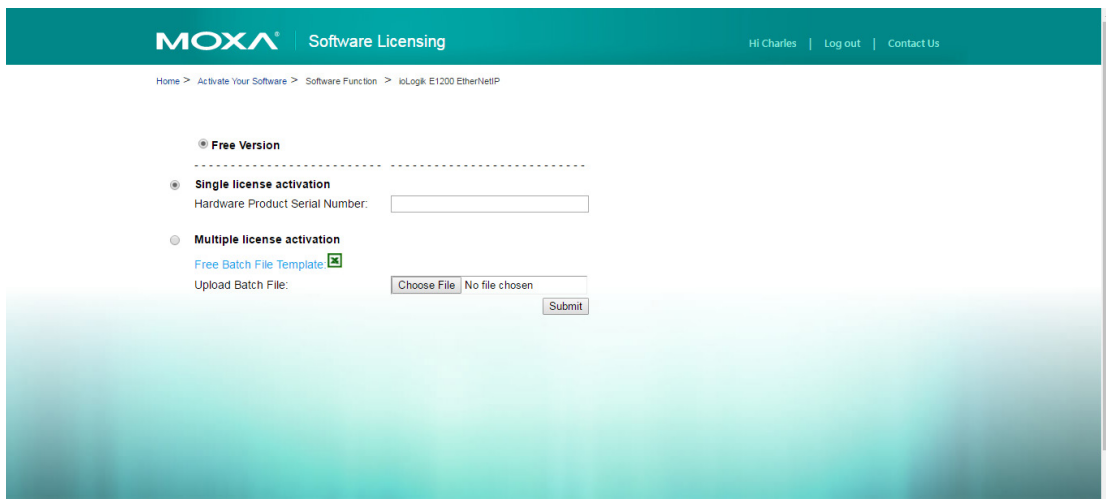 MOXA® Software Licensing
Hi Charles | Log out | Contact Us
Home > Activate Your Software > Software Function > ioLogik E1200 EtherNetIP
Free Version
Single license activation
Hardware Product Serial Number:
Multiple license activation
Free Batch File Template:
Upload Batch File: Choose File No file chosen
Submit